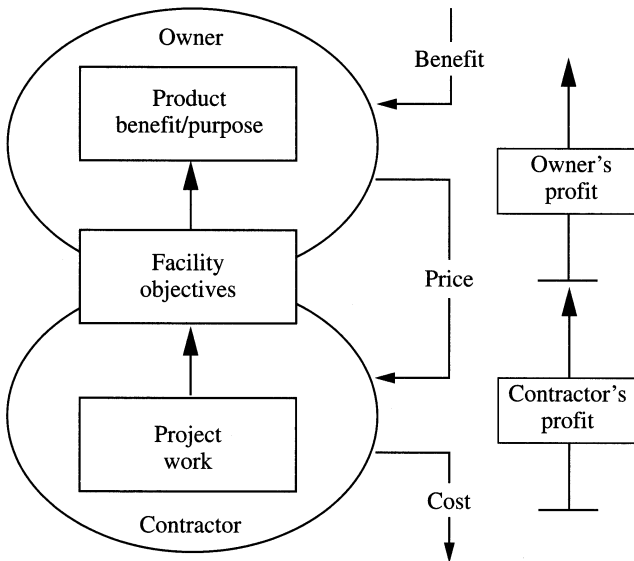 Owner
Product
benefit/purpose
Facility
objectives
Project
work
Contractor
Benefit
Price
Cost
Owner's
profit
Contractor's
profit